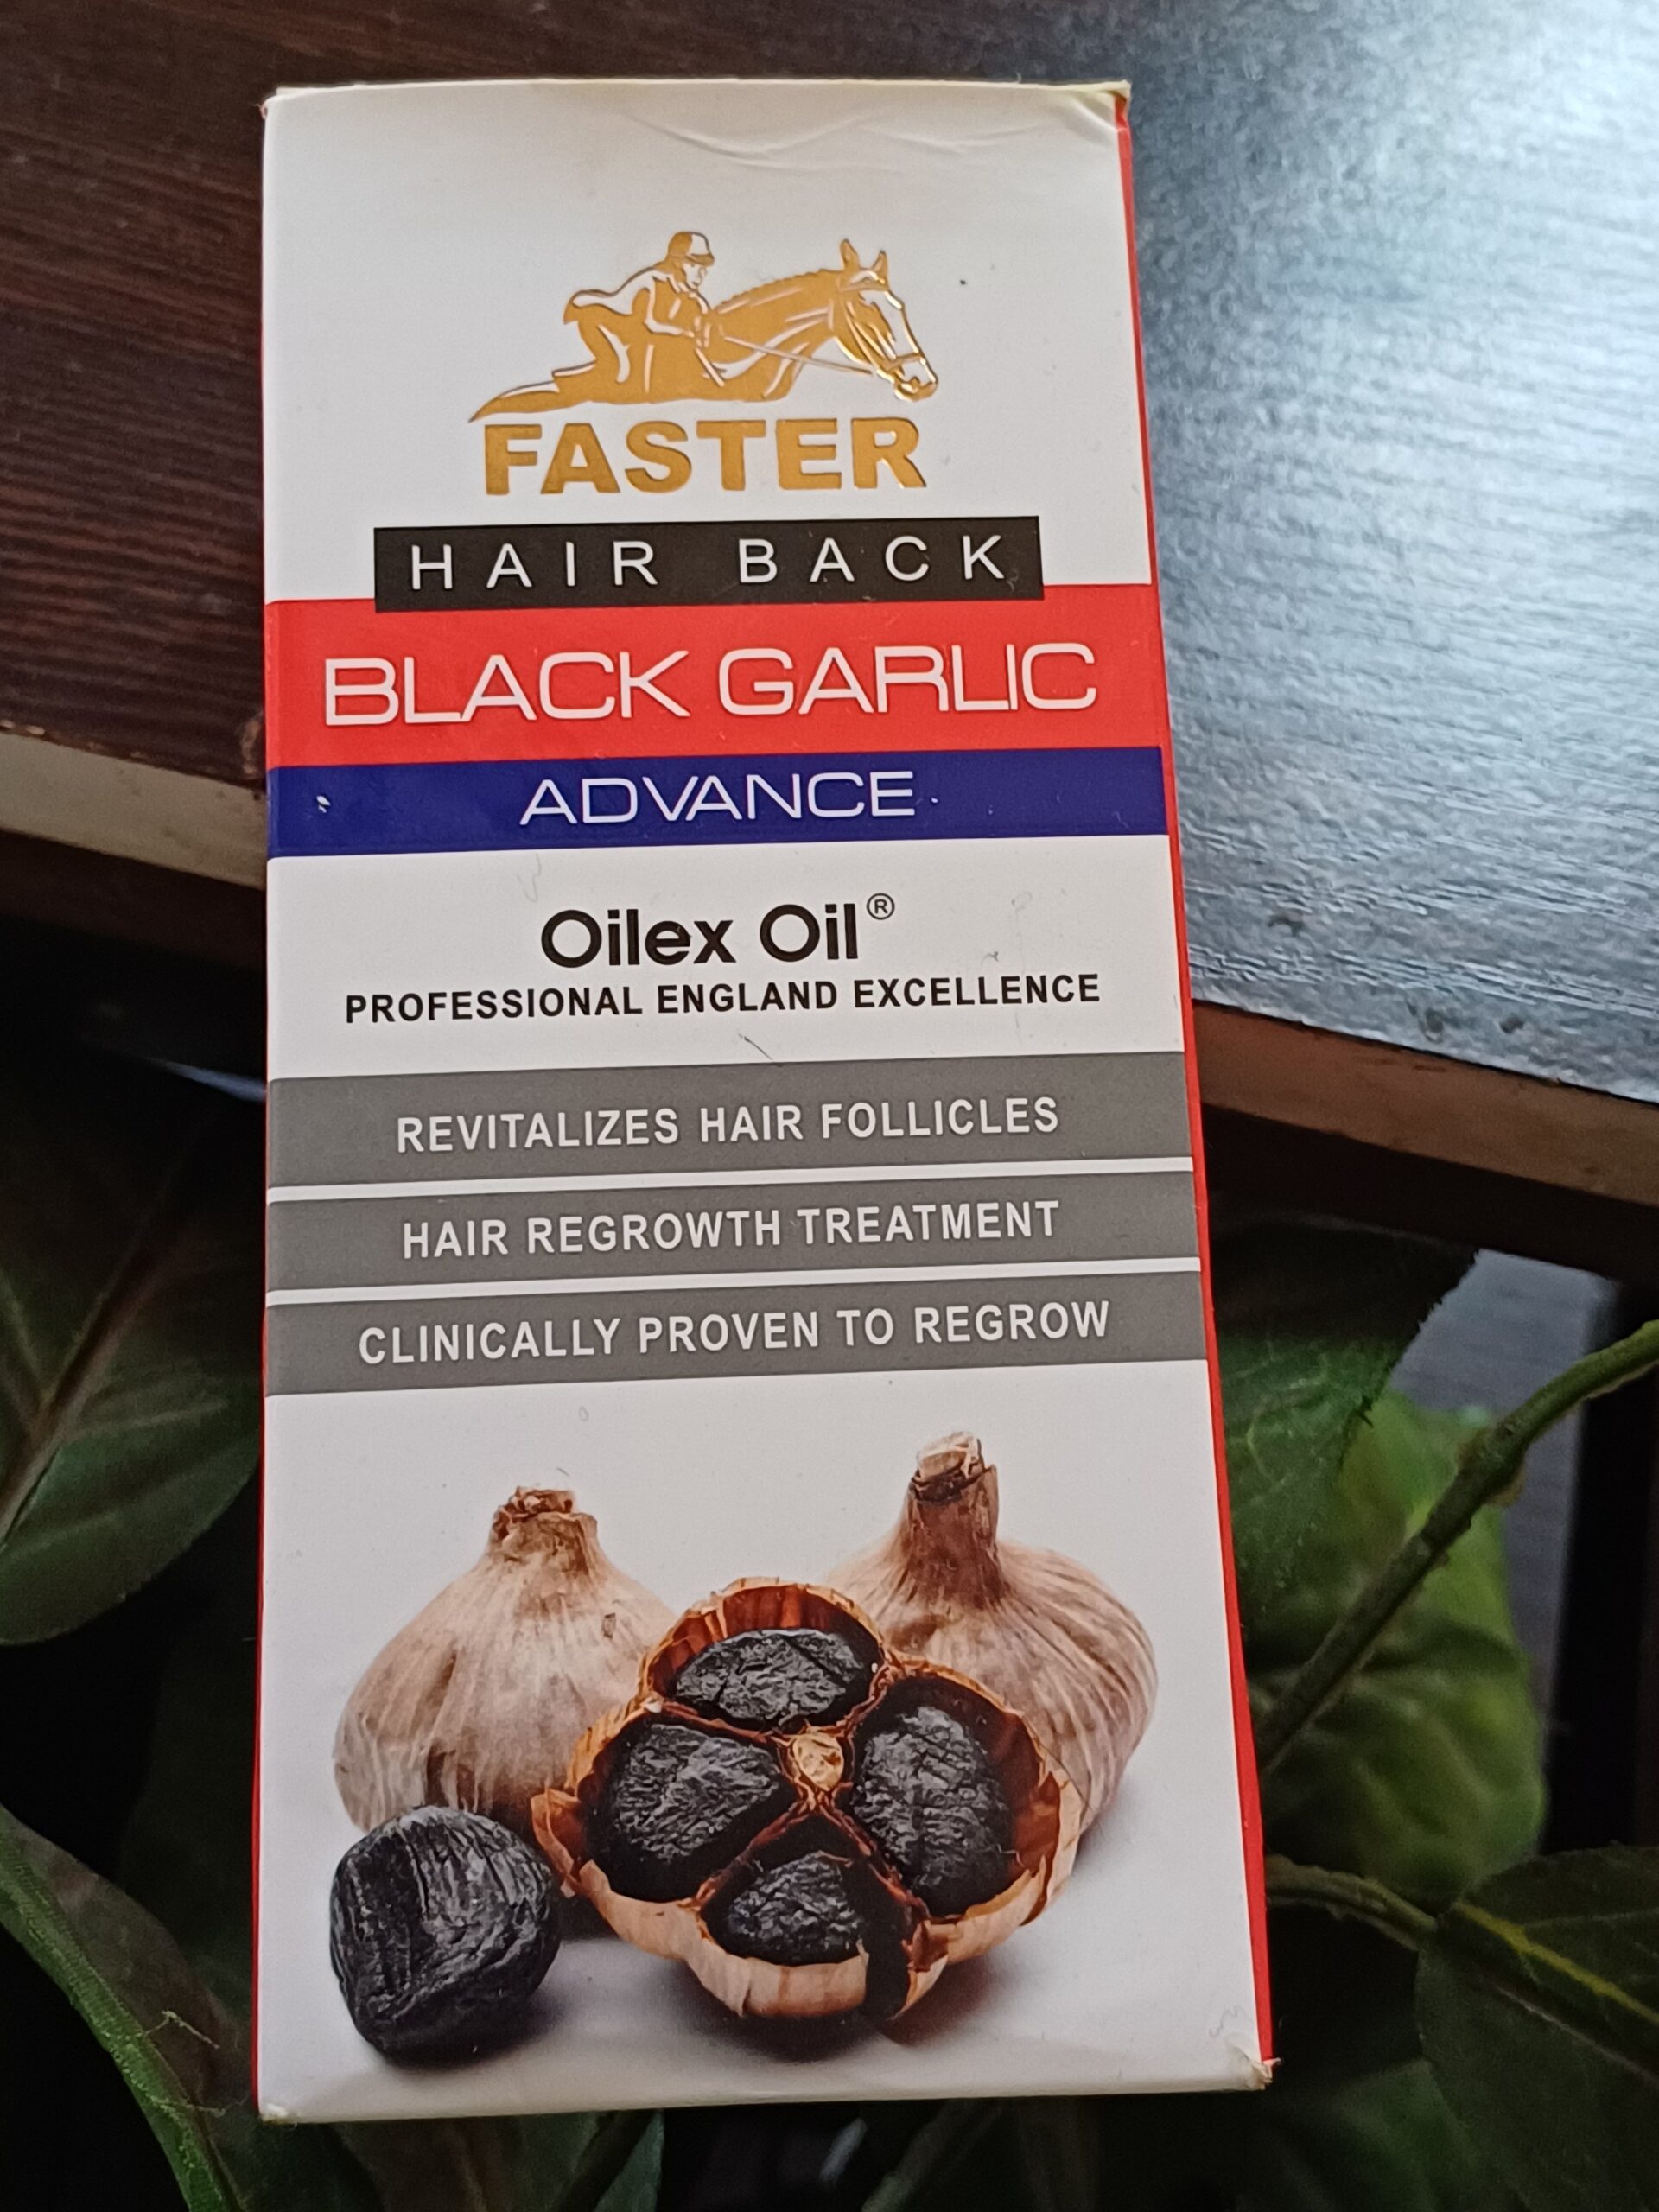 FASTER
HAIR BACK
BLACK GARLIC
ADVANCE
Oilex Oil®
PROFESSIONAL ENGLAND EXCELLENCE
REVITALIZES HAIR FOLLICLES
HAIR REGROWTH TREATMENT
CLINICALLY PROVEN TO REGROW